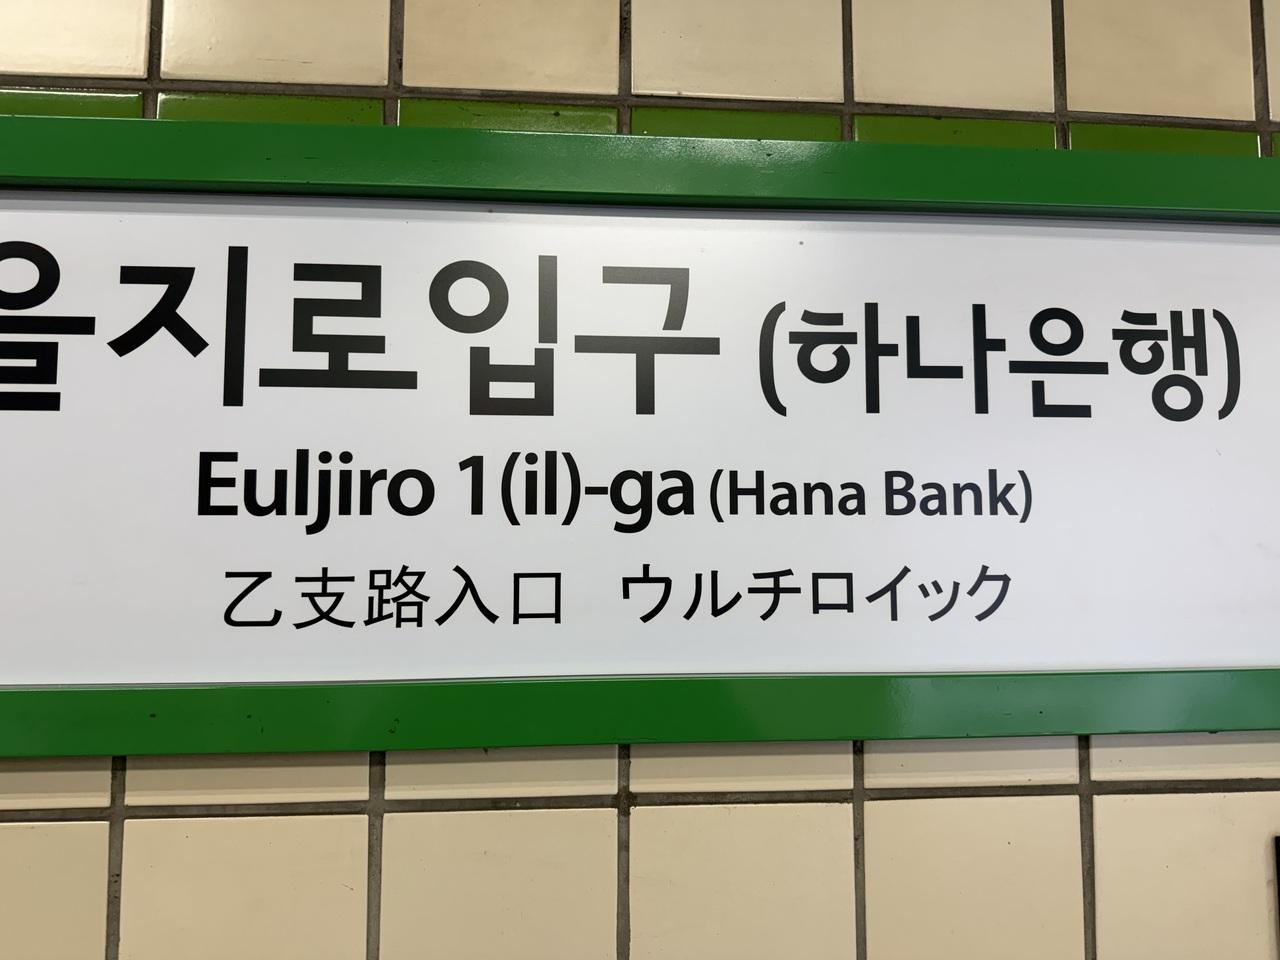 을지로입구 (하나은행)
Euljiro 1(il)-ga (Hana Bank)
乙支路入口 ウルチロイック